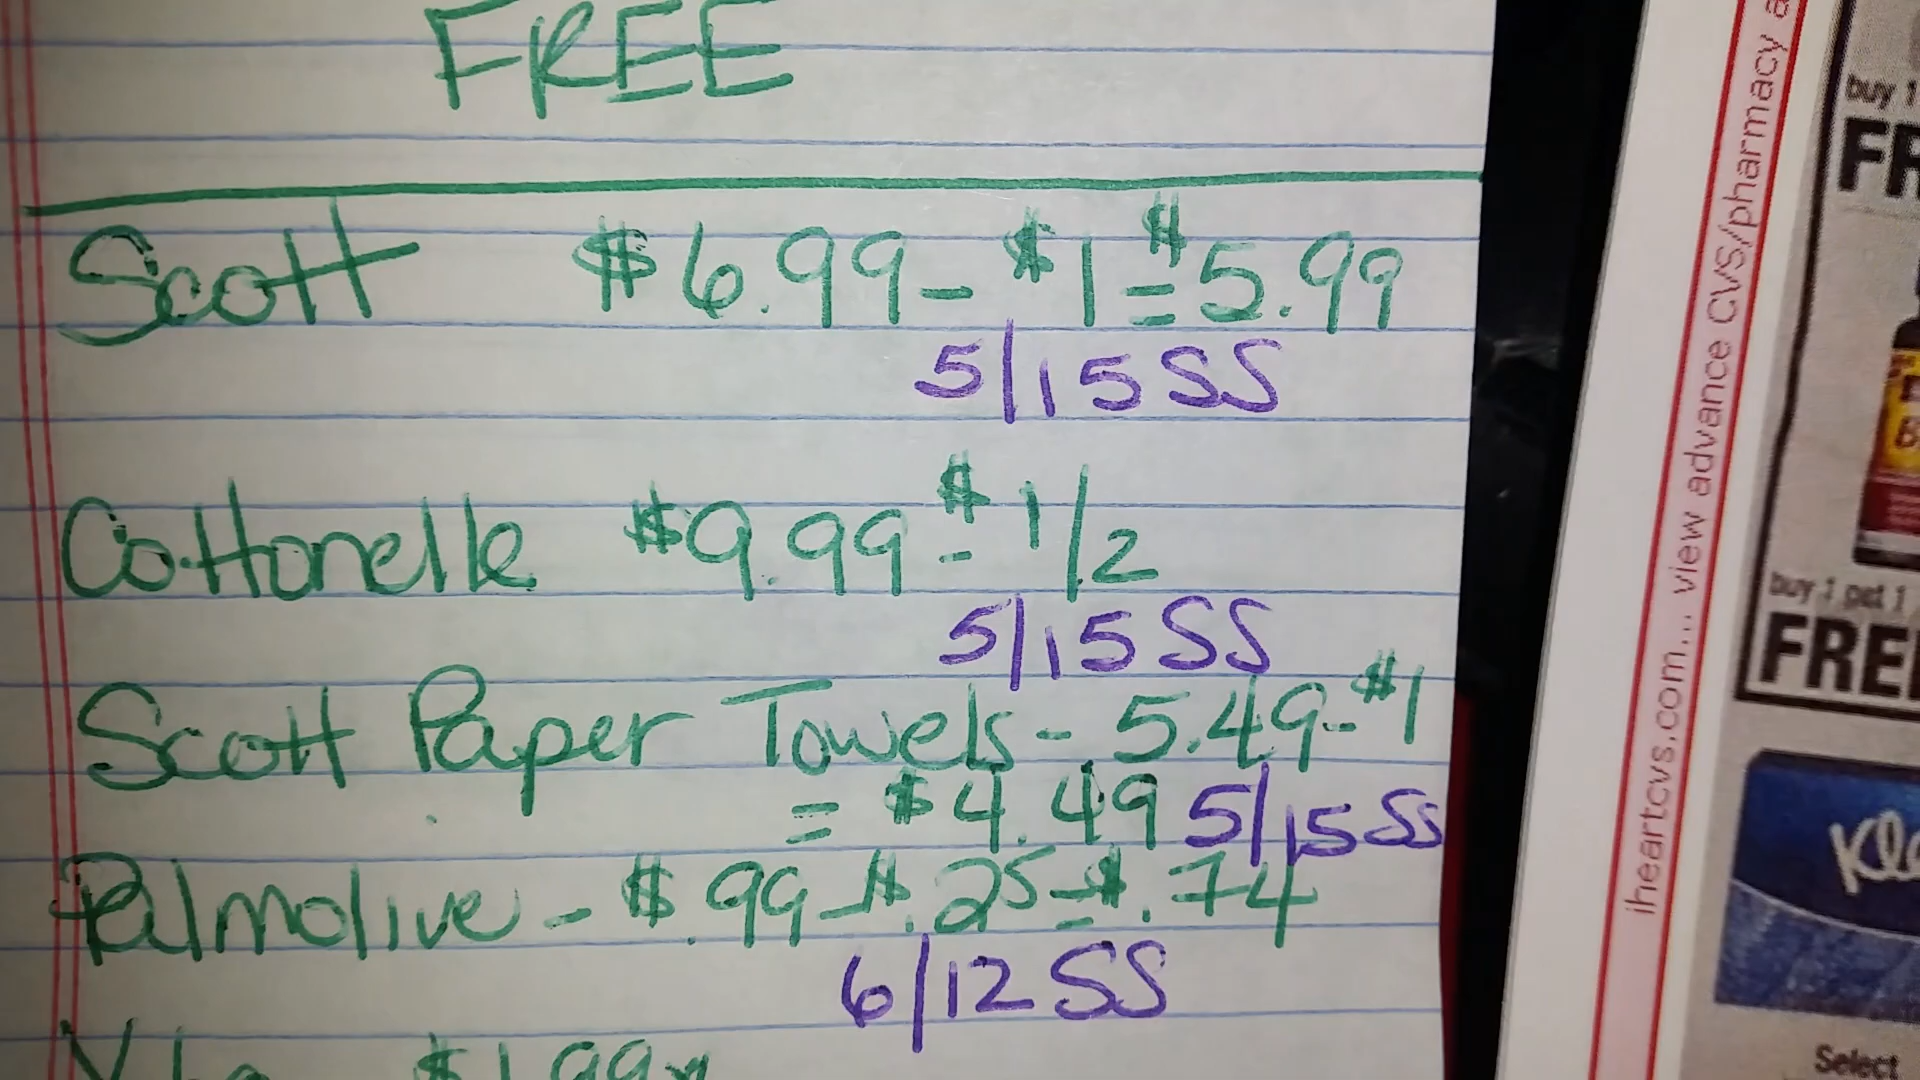 FREE
Scott $6.99 - $1 = $5.99
5/15 SS
Cottonelle $9.99 - $1/2
5/15 SS
Scott Paper Towels - 5.49 - $1
= $4.49 5/15 SS
Palmolive - $.99 - $.25 = $.74
6/12 SS
$1.99
iheartcvs.com... view advance CVS/pharmacy
buy 1
buy 1 get 1
Select